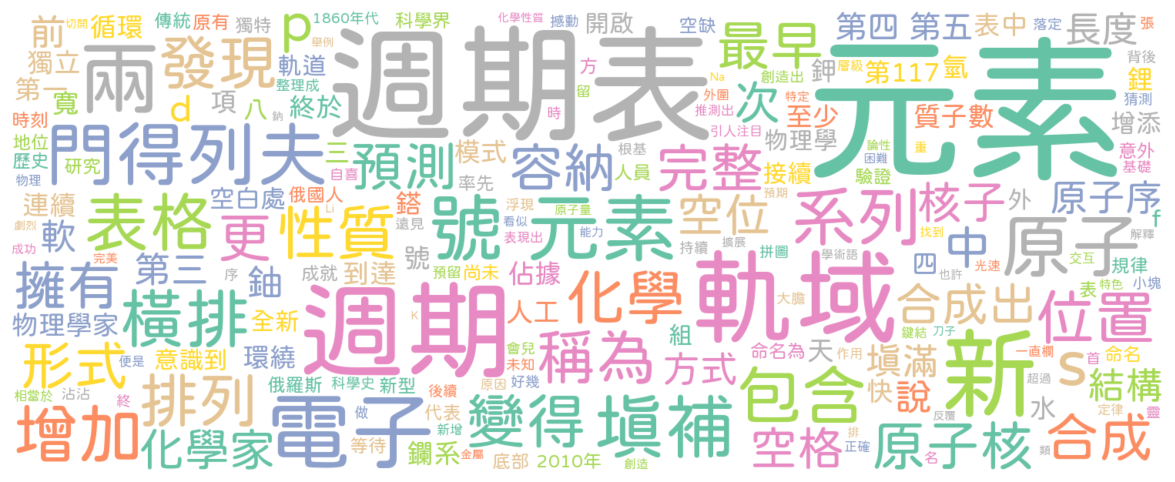 週期表
元素
週期
軌域
新
電子
號
元素
門得列夫
兩
發現
p
前
循環
傳統
原有
獨特
1860年代
科學界
化學性質
撼動
開啟
空缺
第四
第五
表中
落定
長度
張
切開
舉例
獨立
軌道
整理成
最早
方
Na
層級
鉀
創造出
第117
氫
鋰
背後
猜測
第一
寬
d
項
八
鈉
終於
時
留
外圍
推測出
特定
次
至少
質子數
增添
時刻
地位
歷史
三
預測
模式
容納
根基
人員
引人注目
物理學
完整
接續
論性
困難
驗證
重
意外
基礎
物理
研究
自喜
率先
連續
空白處
俄國人
鎝
浮現
原子量
預期
系列
核子
外
原子序
f
劇烈
表格
更
性質
Li
遠見
看似
能力
空位
找到
原子
解釋
軟
表現出
持續
擴展
拼圖
學術語
中
四
光速
交互
規律
成功
完美
第三
序
成就
預留
尚未
佔據
也許
表
特色
小塊
擁有
鈾
到達
號
化學
合成出
位置
物理學家
橫排
全新
K
人工
大膽
組
鍵結
刀子
一直欄
首
命名
便是
意識到
環繞
會兒
未知
稱為
方式
命名為
天
作用
填滿
形式
俄羅斯
科學史
新型
後續
原因
好幾
快
說
s
結構
相當於
沾沾
排列
終
做
代表
變得
填補
包含
超過
水
定律
靈
增加
化學家
等待
新增
鑭系
金屬
底部
2010年
創造
空格
原子核
反覆
正確
排
名
類
合成